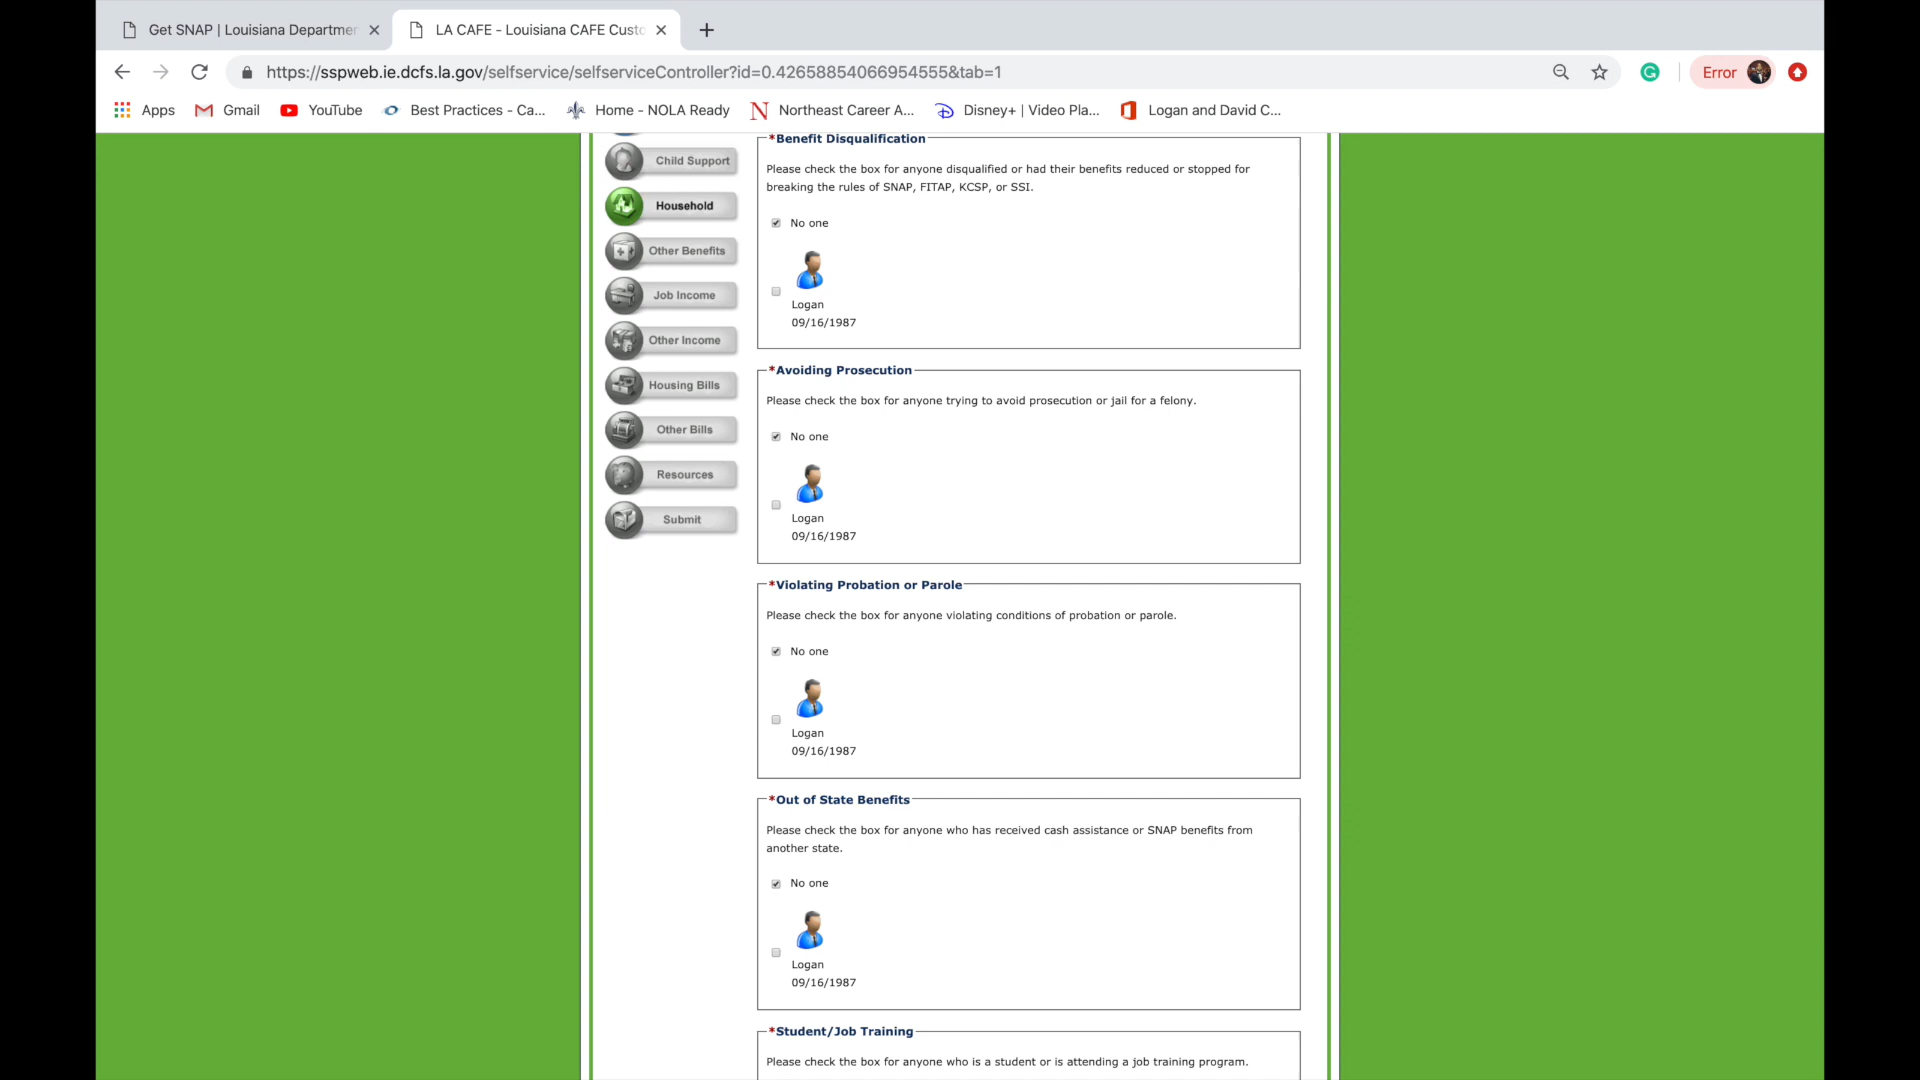 Get SNAP | Louisiana Departmer
LA CAFE - Louisiana CAFE Custo
https://sspweb.ie.dcfs.la.gov/selfservice/selfserviceController?id=0.42658854066954555&tab=1
Error
Apps
Gmail
YouTube
Best Practices - Ca...
Home - NOLA Ready
Northeast Career A...
Disney+ | Video Pla...
Logan and David C...
Child Support
Household
Other Benefits
Job Income
Other Income
Housing Bills
Other Bills
Resources
Submit
*Benefit Disqualification
Please check the box for anyone disqualified or had their benefits reduced or stopped for
breaking the rules of SNAP, FITAP, KCSP, or SSI.
No one
Logan
09/16/1987
*Avoiding Prosecution
Please check the box for anyone trying to avoid prosecution or jail for a felony.
No one
Logan
09/16/1987
*Violating Probation or Parole
Please check the box for anyone violating conditions of probation or parole.
No one
Logan
09/16/1987
*Out of State Benefits
Please check the box for anyone who has received cash assistance or SNAP benefits from
another state.
No one
Logan
09/16/1987
*Student/Job Training
Please check the box for anyone who is a student or is attending a job training program.